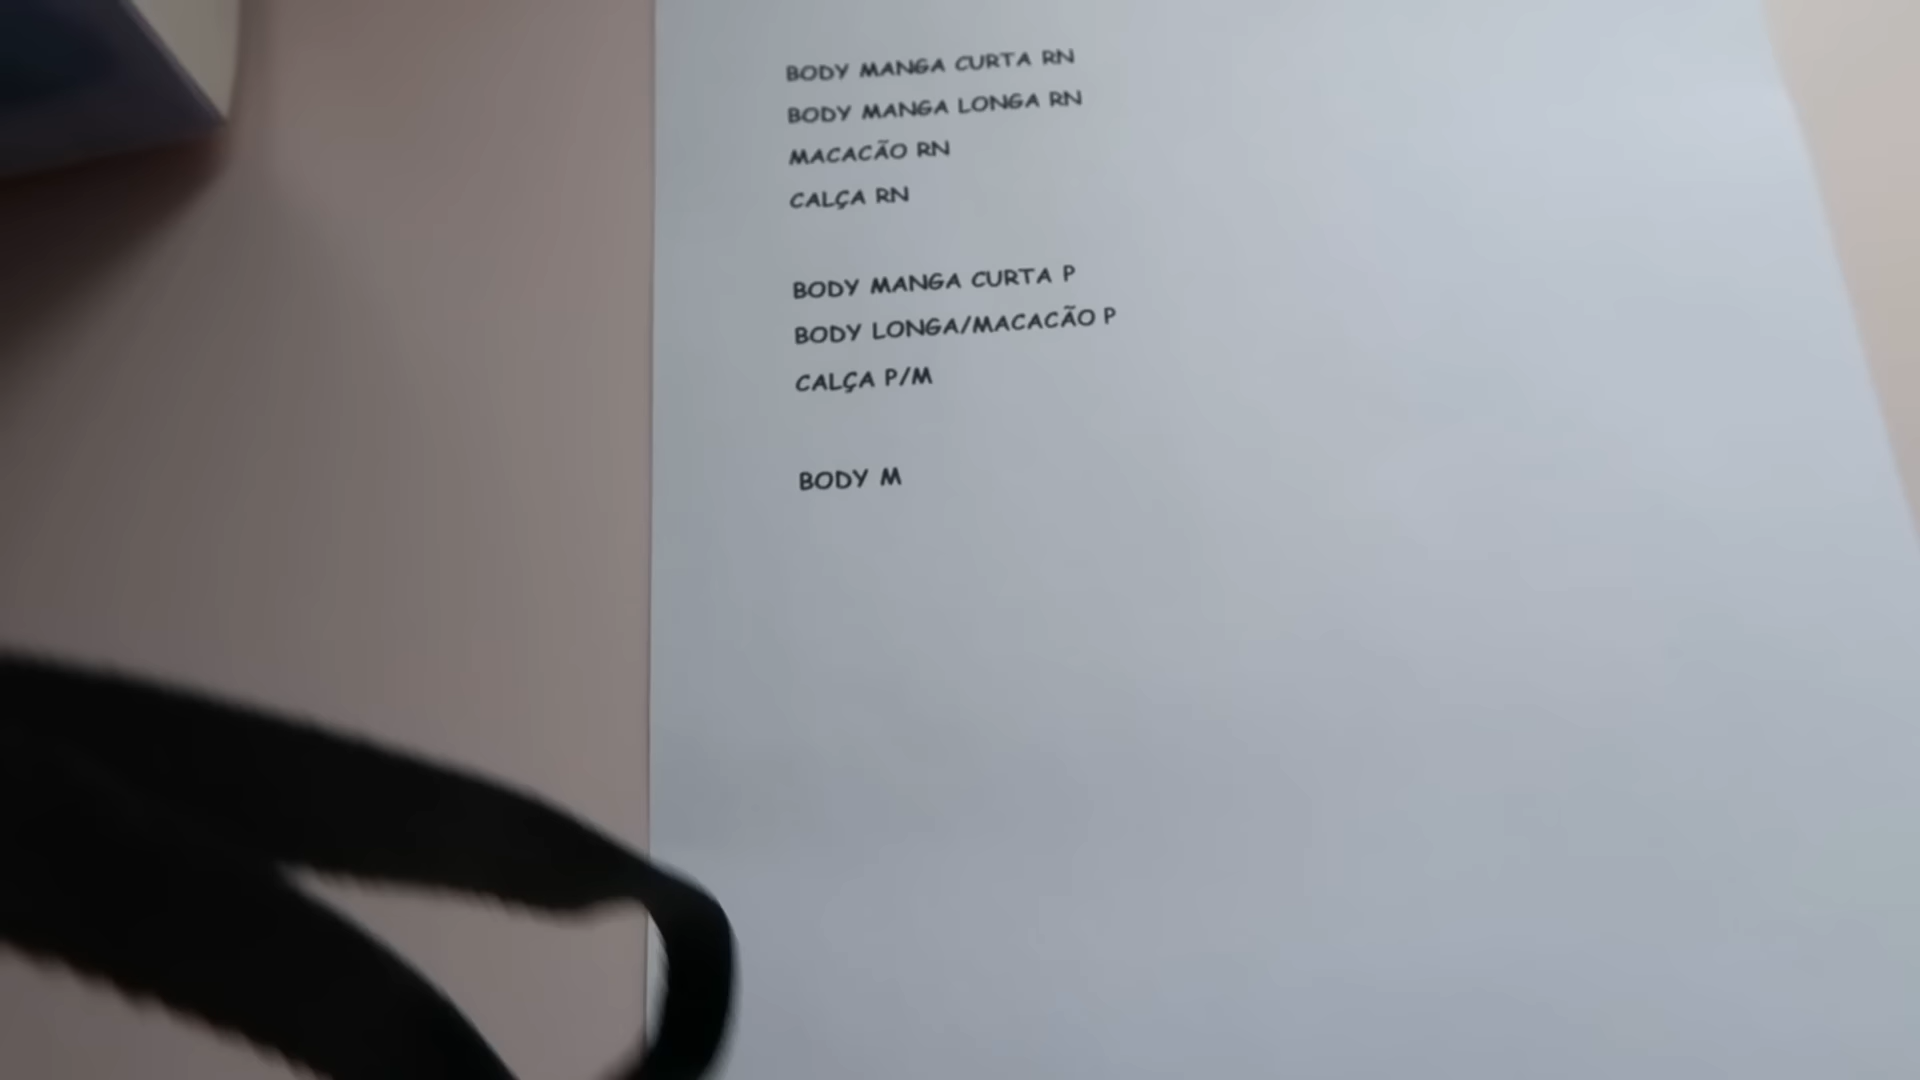 BODY MANGA CURTA RN
BODY MANGA LONGA RN
MACACÃO RN
CALÇA RN
BODY MANGA CURTA P
BODY LONGA/MACACÃO P
CALÇA P/M
BODY M